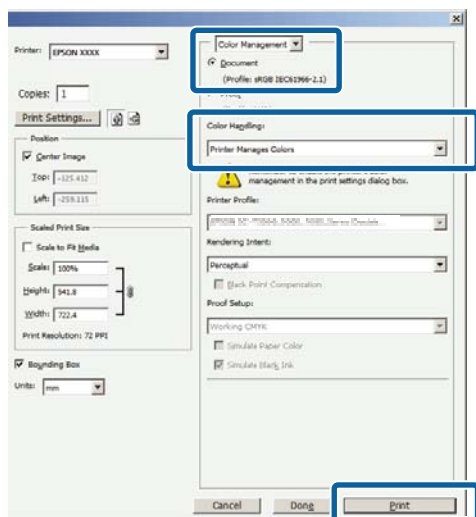 Printer: EPSON XXXX
Copies: 1
Print Settings...
Position
Center Image
Top: -125.412
Left: -259.115
Scaled Print Size
Scale to Fit Media
Scale: 100%
Height: 541.8
Width: 722.4
Print Resolution: 72 PPI
Bounding Box
Units: mm
Color Management
Document
(Profile: sRGB IEC61966-2.1)
Color Handling:
Printer Manages Colors
management in the print settings dialog box.
Printer Profile:
Rendering Intent:
Perceptual
Black Point Compensation
Proof Setup:
Working CMYK
Simulate Paper Color
Simulate Black Ink
Cancel
Done
Print